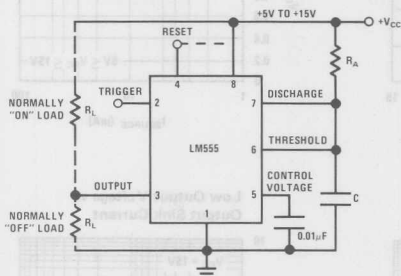 +5V TO +15V
+VCC
RESET
RA
4
8
TRIGGER
2
7
DISCHARGE
NORMALLY
"ON" LOAD
RL
LM555
6
THRESHOLD
CONTROL
VOLTAGE
OUTPUT
3
5
C
NORMALLY
"OFF" LOAD
RL
1
0.01µF